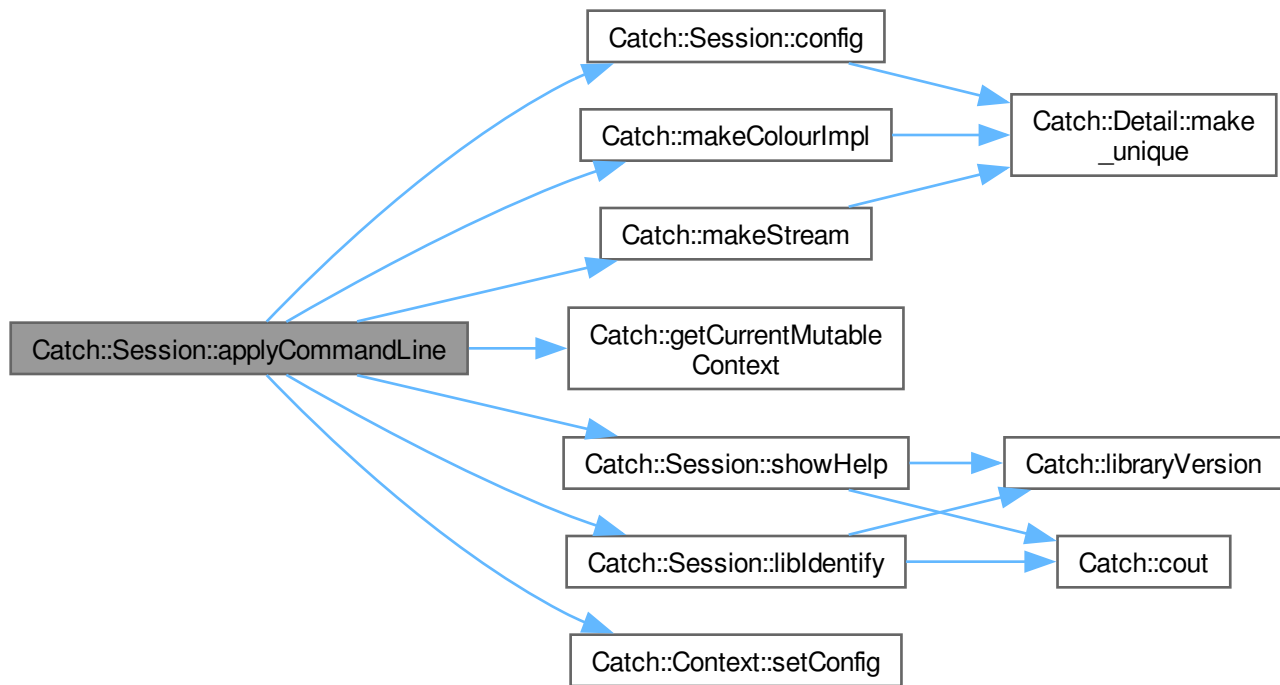 Catch::Session::applyCommandLine
Catch::Session::config
Catch::makeColourImpl
Catch::makeStream
Catch::getCurrentMutable
Context
Catch::Session::showHelp
Catch::Session::libIdentify
Catch::Context::setConfig
Catch::Detail::make
_unique
Catch::libraryVersion
Catch::cout